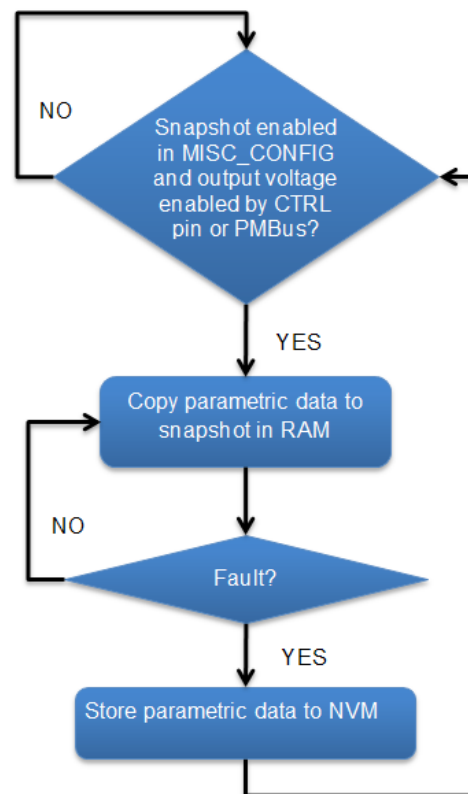 NO
Snapshot enabled
in MISC_CONFIG
and output voltage
enabled by CTRL
pin or PMBus?
YES
Copy parametric data to
snapshot in RAM
NO
Fault?
YES
Store parametric data to NVM